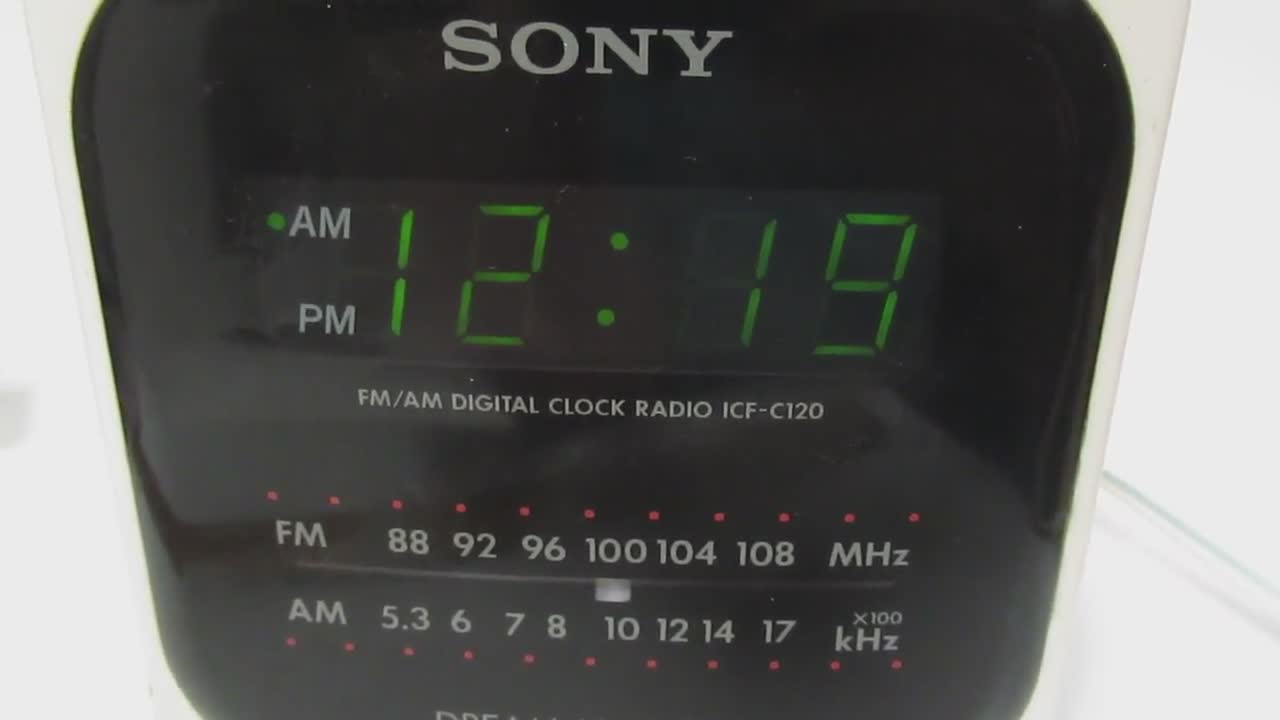 SONY
AM
12:19
PM
FM/AM DIGITAL CLOCK RADIO ICF-C120
FM 88 92 96 100 104 108 MHz
AM 5.3 6 7 8 10 12 14 17 ×100 kHz